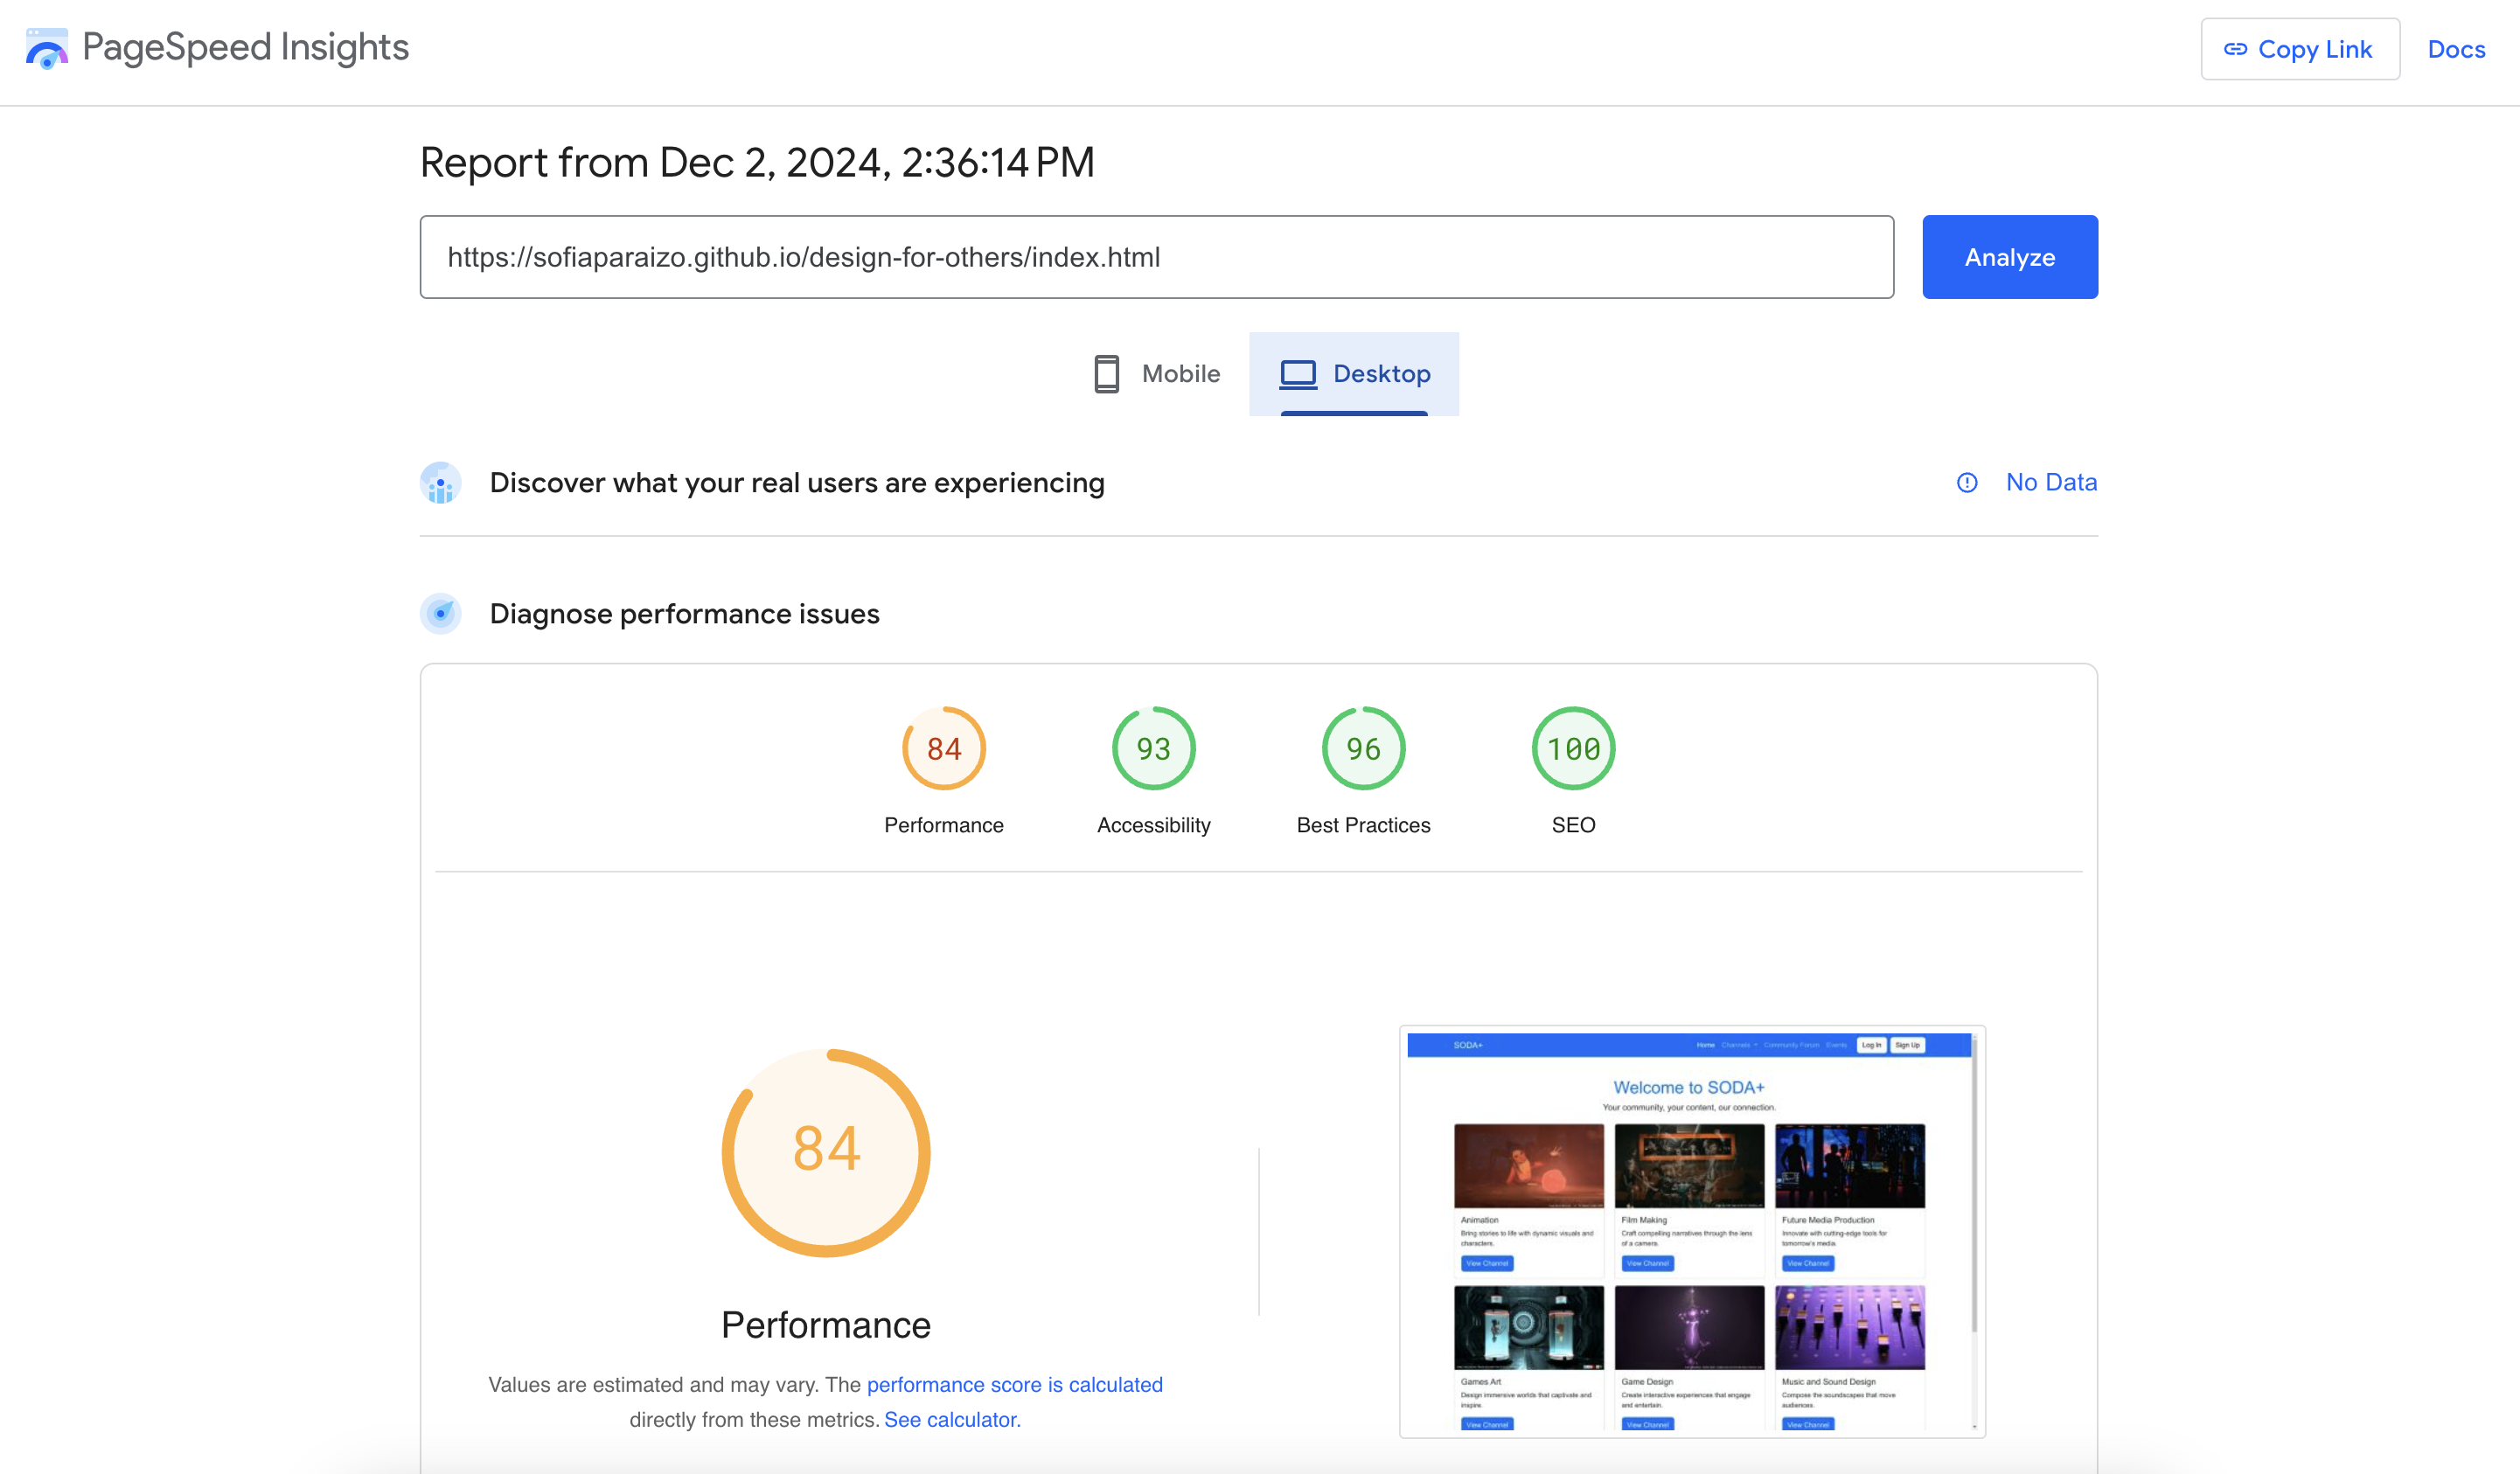 PageSpeed Insights
Copy Link
Docs
Report from Dec 2, 2024, 2:36:14 PM
https://sofiaparaizo.github.io/design-for-others/index.html
Analyze
Mobile
Desktop
Discover what your real users are experiencing
No Data
Diagnose performance issues
84
93
96
100
Performance
Accessibility
Best Practices
SEO
84
Performance
Values are estimated and may vary. The performance score is calculated
directly from these metrics. See calculator.
SODA+
Home
Channels
Community Forum
Events
Log In
Sign Up
Welcome to SODA+
Your community, your content, our connection.
Animation
Bring stories to life with dynamic visuals and
characters.
View Channel
Film Making
Craft compelling narratives through the lens
of a camera.
View Channel
Future Media Production
Innovate with cutting-edge tools for
tomorrow's media.
View Channel
Games Art
Design immersive worlds that captivate and
inspire.
View Channel
Game Design
Create interactive experiences that engage
and entertain.
View Channel
Music and Sound Design
Compose the soundscapes that move
audiences.
View Channel